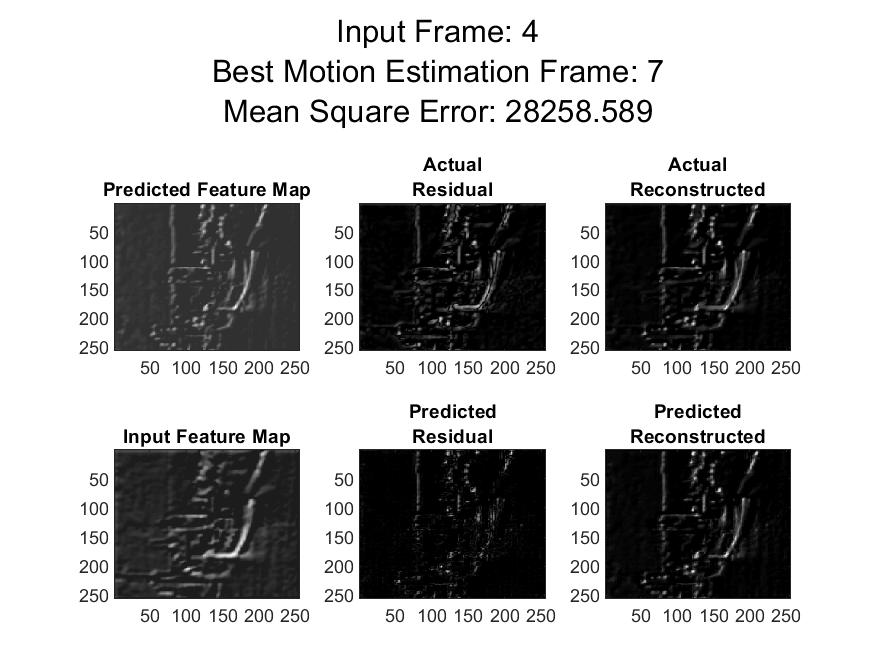 Input Frame: 4
Best Motion Estimation Frame: 7
Mean Square Error: 28258.589
Predicted Feature Map
Actual
Residual
Actual
Reconstructed
50
100
150
200
250
50 100 150 200 250
50
100
150
200
250
50 100 150 200 250
50
100
150
200
250
50 100 150 200 250
Input Feature Map
Predicted
Residual
Predicted
Reconstructed
50
100
150
200
250
50 100 150 200 250
50
100
150
200
250
50 100 150 200 250
50
100
150
200
250
50 100 150 200 250